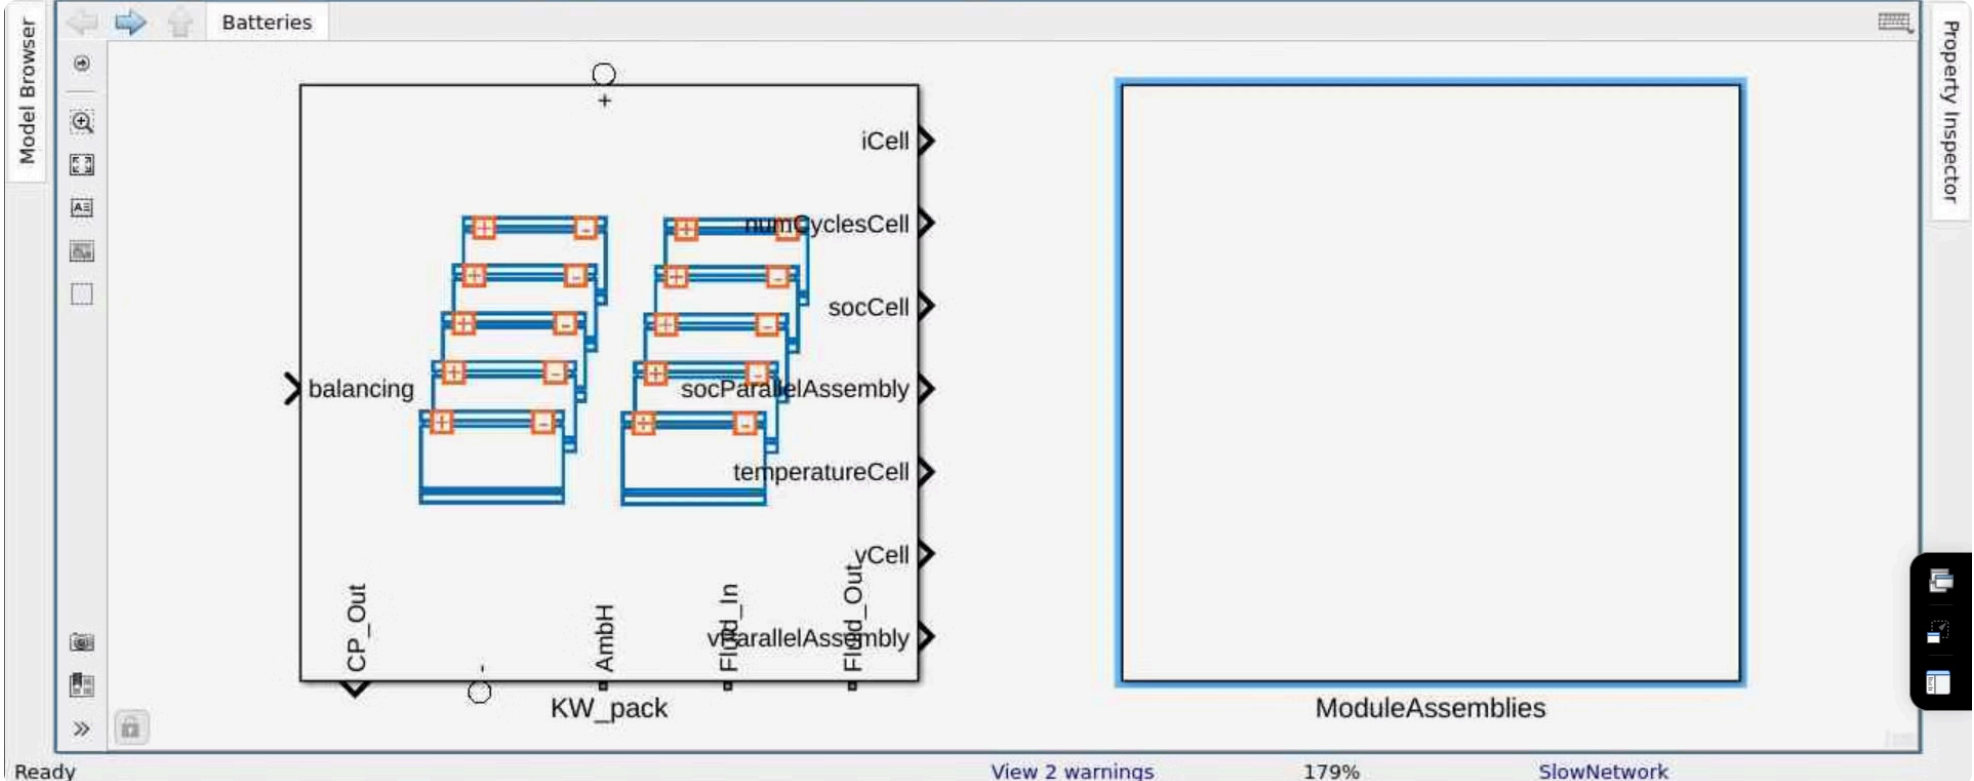 Batteries
Model Browser
Property Inspector
+
iCell
numCyclesCell
socCell
balancing
socParallelAssembly
temperatureCell
vCell
vParallelAssembly
CP_Out
-
AmbH
Fluid_In
Fluid_Out
KW_pack
ModuleAssemblies
Ready
View 2 warnings
179%
SlowNetwork